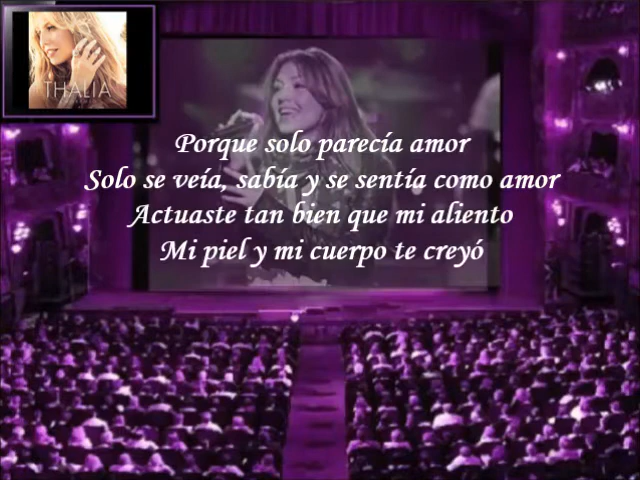 THALIA
Porque solo parecía amor
Solo se veía, sabía y se sentía como amor
Actuaste tan bien que mi aliento
Mi piel y mi cuerpo te creyó